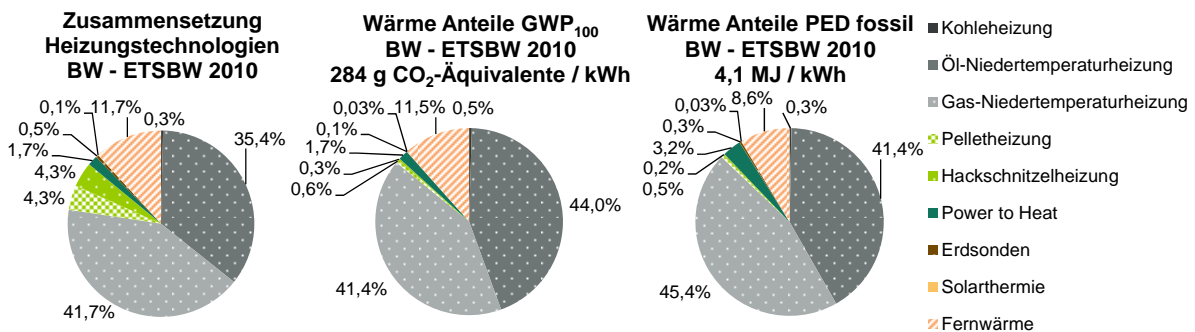 Zusammensetzung
Heizungstechnologien
BW - ETSBW 2010
0,1%
11,7%
0,3%
0,5%
1,7%
4,3%
4,3%
35,4%
41,7%
Wärme Anteile GWP₁₀₀
BW - ETSBW 2010
284 g CO₂-Äquivalente / kWh
0,03%
11,5%
0,5%
0,1%
1,7%
0,3%
0,6%
44,0%
41,4%
Wärme Anteile PED fossil
BW - ETSBW 2010
4,1 MJ / kWh
0,03%
8,6%
0,3%
0,3%
3,2%
0,2%
0,5%
41,4%
45,4%
Kohleheizung
Öl-Niedertemperaturheizung
Gas-Niedertemperaturheizung
Pelletheizung
Hackschnitzelheizung
Power to Heat
Erdsonden
Solarthermie
Fernwärme